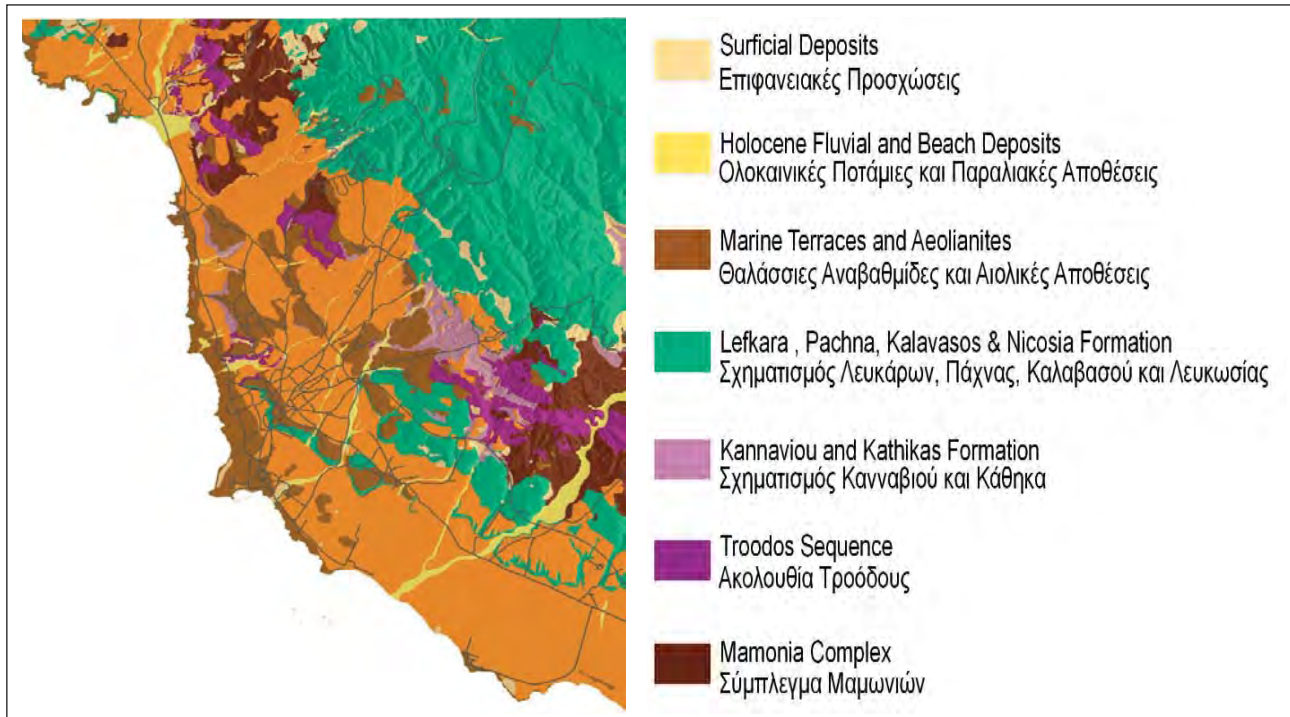 Surficial Deposits
Επιφανειακές Προσχώσεις
Holocene Fluvial and Beach Deposits
Ολοκαινικές Ποτάμιες και Παραλιακές Αποθέσεις
Marine Terraces and Aeolianites
Θαλάσσιες Αναβαθμίδες και Αιολικές Αποθέσεις
Lefkara , Pachna, Kalavasos & Nicosia Formation
Σχηματισμός Λευκάρων, Πάχνας, Καλαβασού και Λευκωσίας
Kannaviou and Kathikas Formation
Σχηματισμός Κανναβιού και Κάθηκα
Troodos Sequence
Ακολουθία Τροόδους
Mamonia Complex
Σύμπλεγμα Μαμωνιών